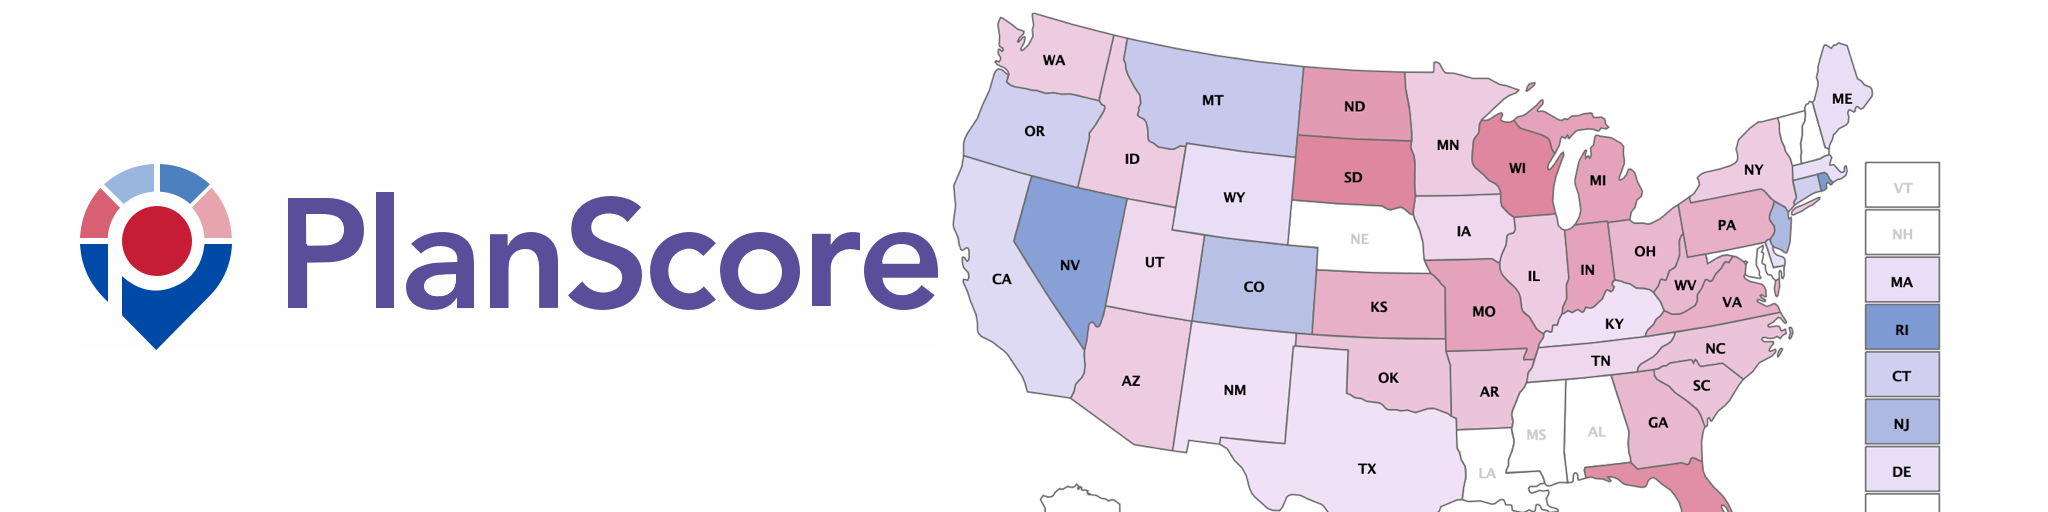 PlanScore
WA
MT
ND
MN
OR
ID
WI
SD
MI
NY
ME
WY
IA
NE
PA
VT
NH
CA
NV
UT
CO
KS
MO
IL
IN
OH
WV
VA
KY
MA
RI
AZ
NM
OK
AR
TN
NC
SC
CT
TX
LA
MS
AL
GA
NJ
DE